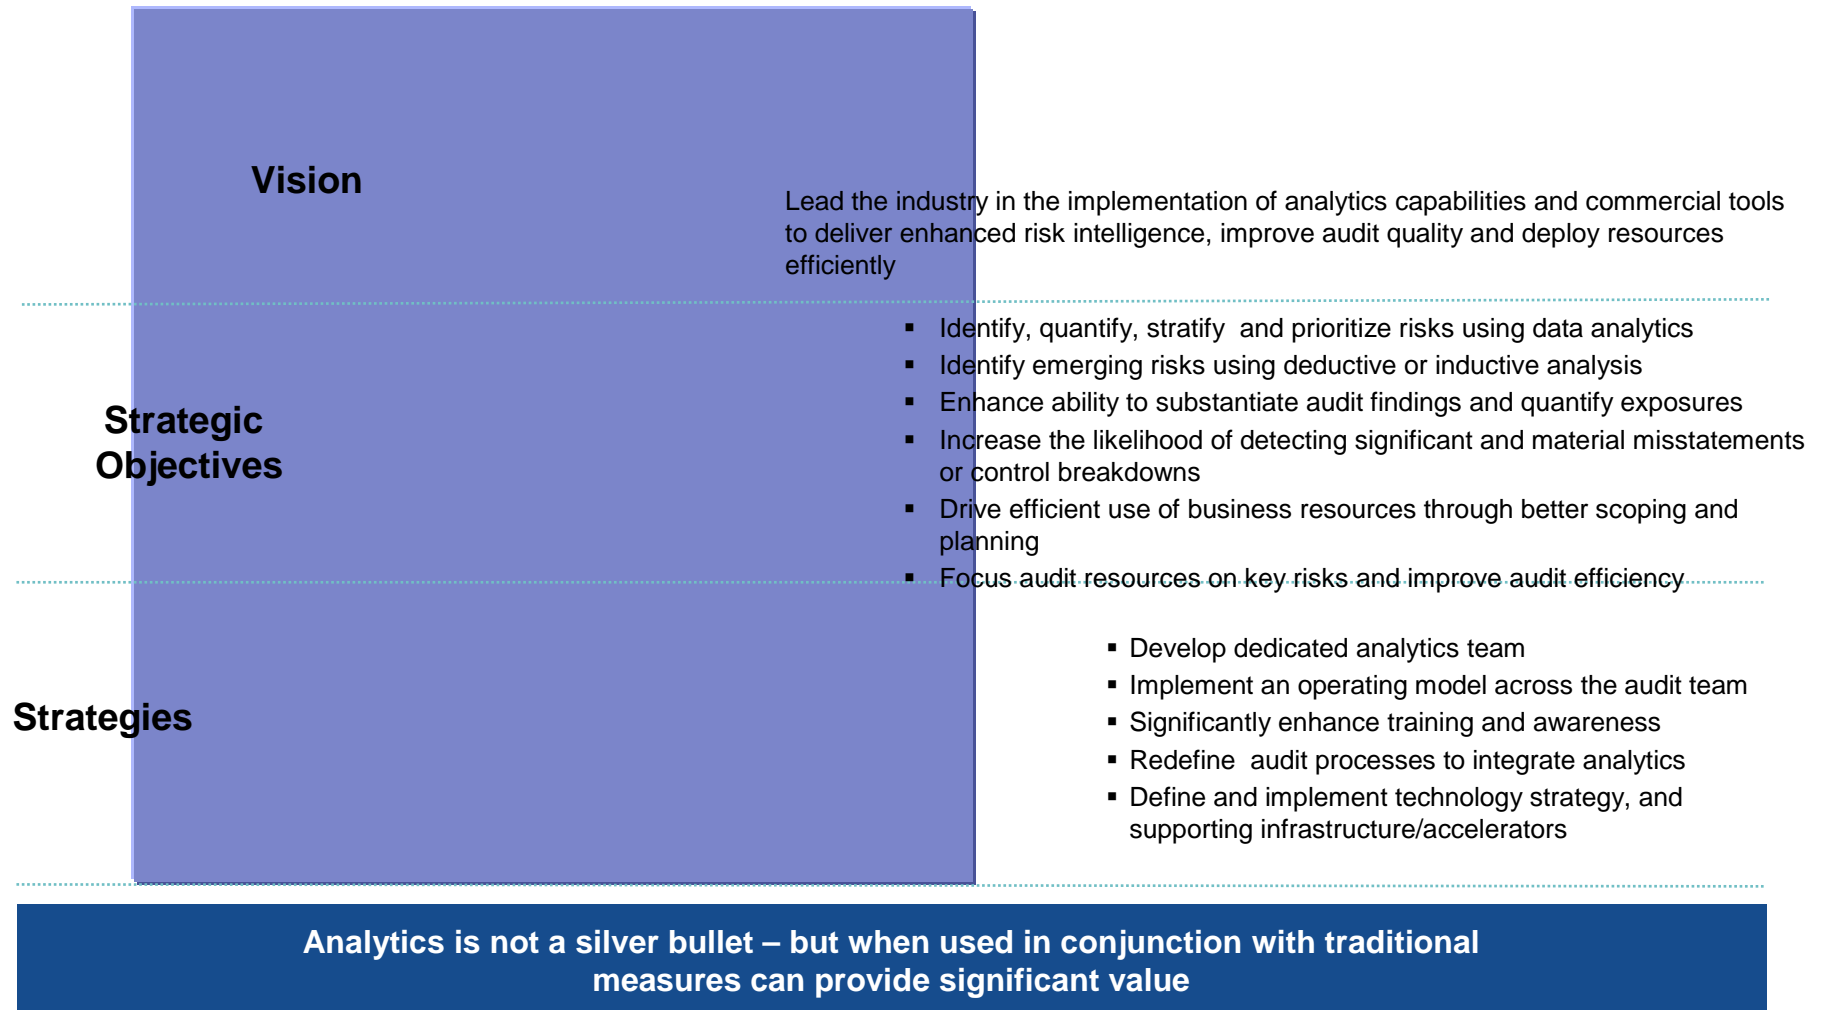 Vision
Lead the industry in the implementation of analytics capabilities and commercial tools
to deliver enhanced risk intelligence, improve audit quality and deploy resources
efficiently
Strategic
Objectives
▪ Identify, quantify, stratify  and prioritize risks using data analytics
▪ Identify emerging risks using deductive or inductive analysis
▪ Enhance ability to substantiate audit findings and quantify exposures
▪ Increase the likelihood of detecting significant and material misstatements
or control breakdowns
▪ Drive efficient use of business resources through better scoping and
planning
▪ Focus audit resources on key risks and improve audit efficiency
Strategies
▪ Develop dedicated analytics team
▪ Implement an operating model across the audit team
▪ Significantly enhance training and awareness
▪ Redefine  audit processes to integrate analytics
▪ Define and implement technology strategy, and
supporting infrastructure/accelerators
Analytics is not a silver bullet – but when used in conjunction with traditional
measures can provide significant value